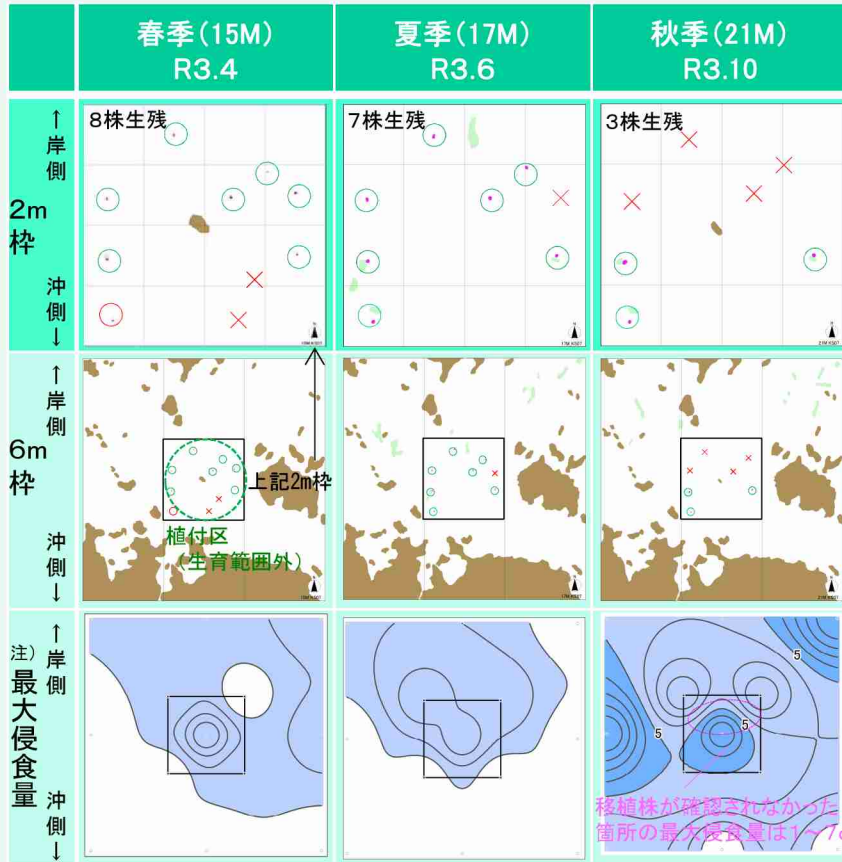 春季(15M)
R3.4
夏季(17M)
R3.6
秋季(21M)
R3.10
↑岸側
2m枠
沖側↓
8株生残
7株生残
3株生残
↑岸側
6m枠
沖側↓
上記2m枠
植付区
(生育範囲外)
↑岸側
注)最大侵食量
沖側↓
5
5
5
移植株が確認されなかった
箇所の最大侵食量は1~7